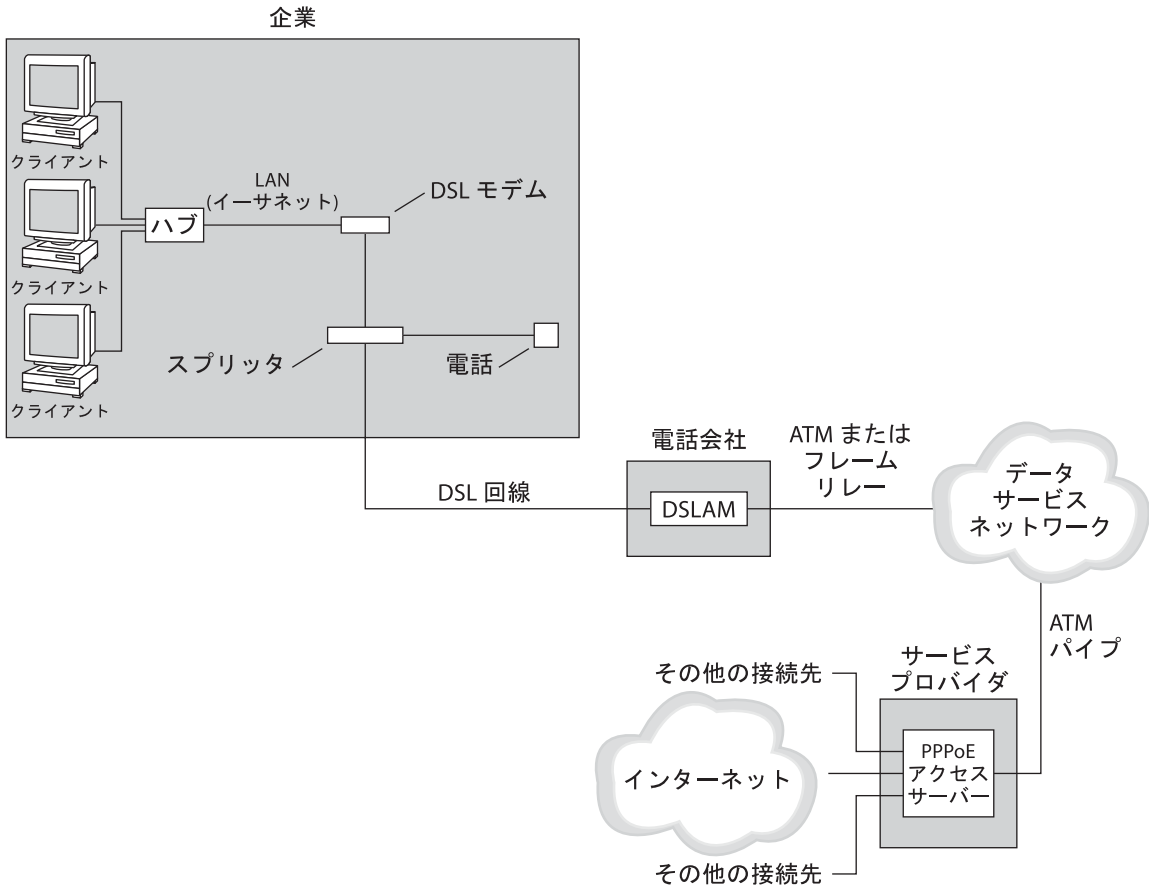 企業
クライアント
LAN
(イーサネット)
DSL モデム
ハブ
クライアント
スプリッタ
電話
クライアント
電話会社
ATM または
フレーム
リレー
DSL 回線
DSLAM
データ
サービス
ネットワーク
ATM
パイプ
サービス
プロバイダ
その他の接続先
インターネット
PPPoE
アクセス
サーバー
その他の接続先